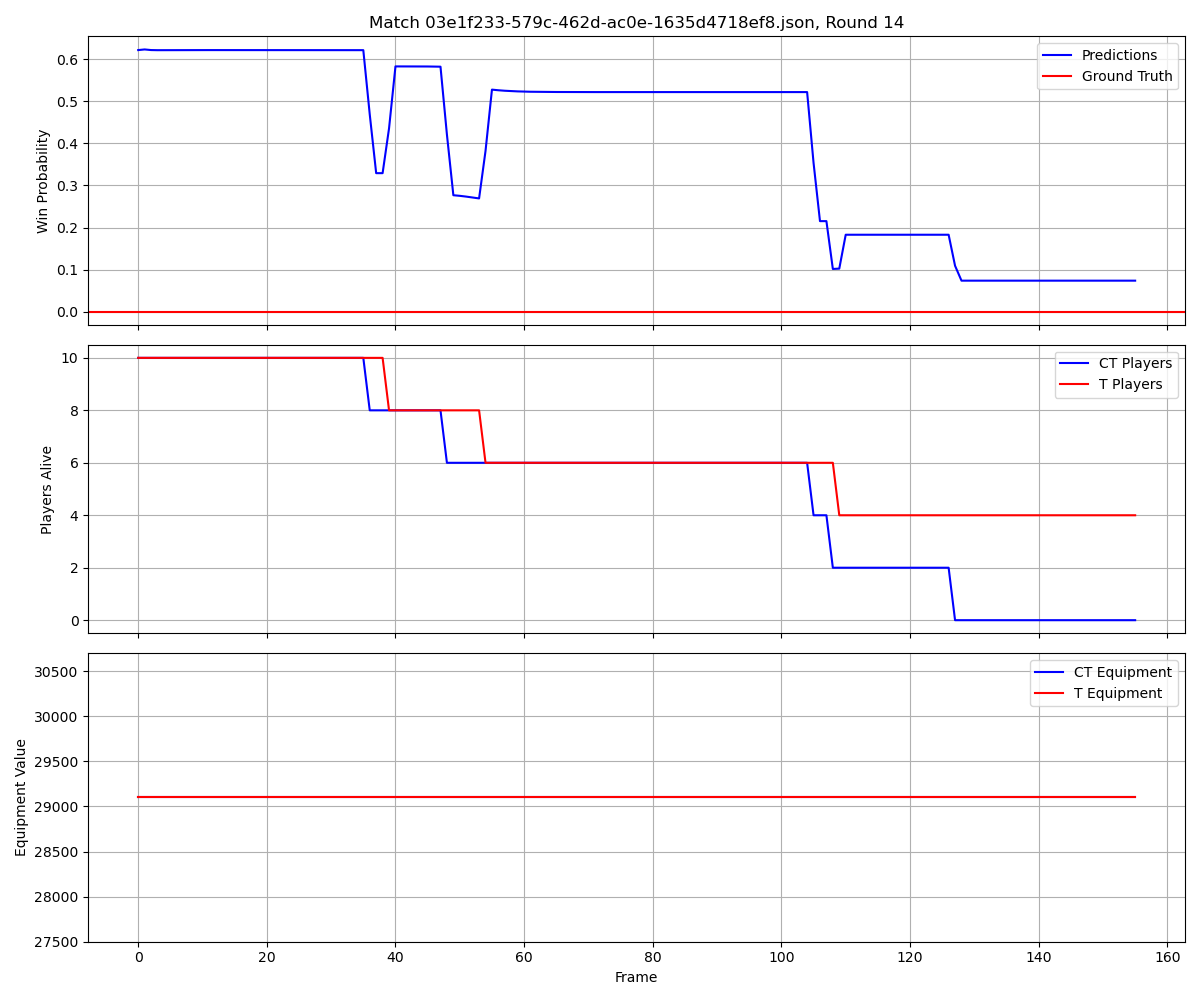 Match 03e1f233-579c-462d-ac0e-1635d4718ef8.json, Round 14
Win Probability
0.6
0.5
0.4
0.3
0.2
0.1
0.0
Predictions
Ground Truth
Players Alive
10
8
6
4
2
0
CT Players
T Players
Equipment Value
30500
30000
29500
29000
28500
28000
27500
CT Equipment
T Equipment
0 20 40 60 80 100 120 140 160
Frame